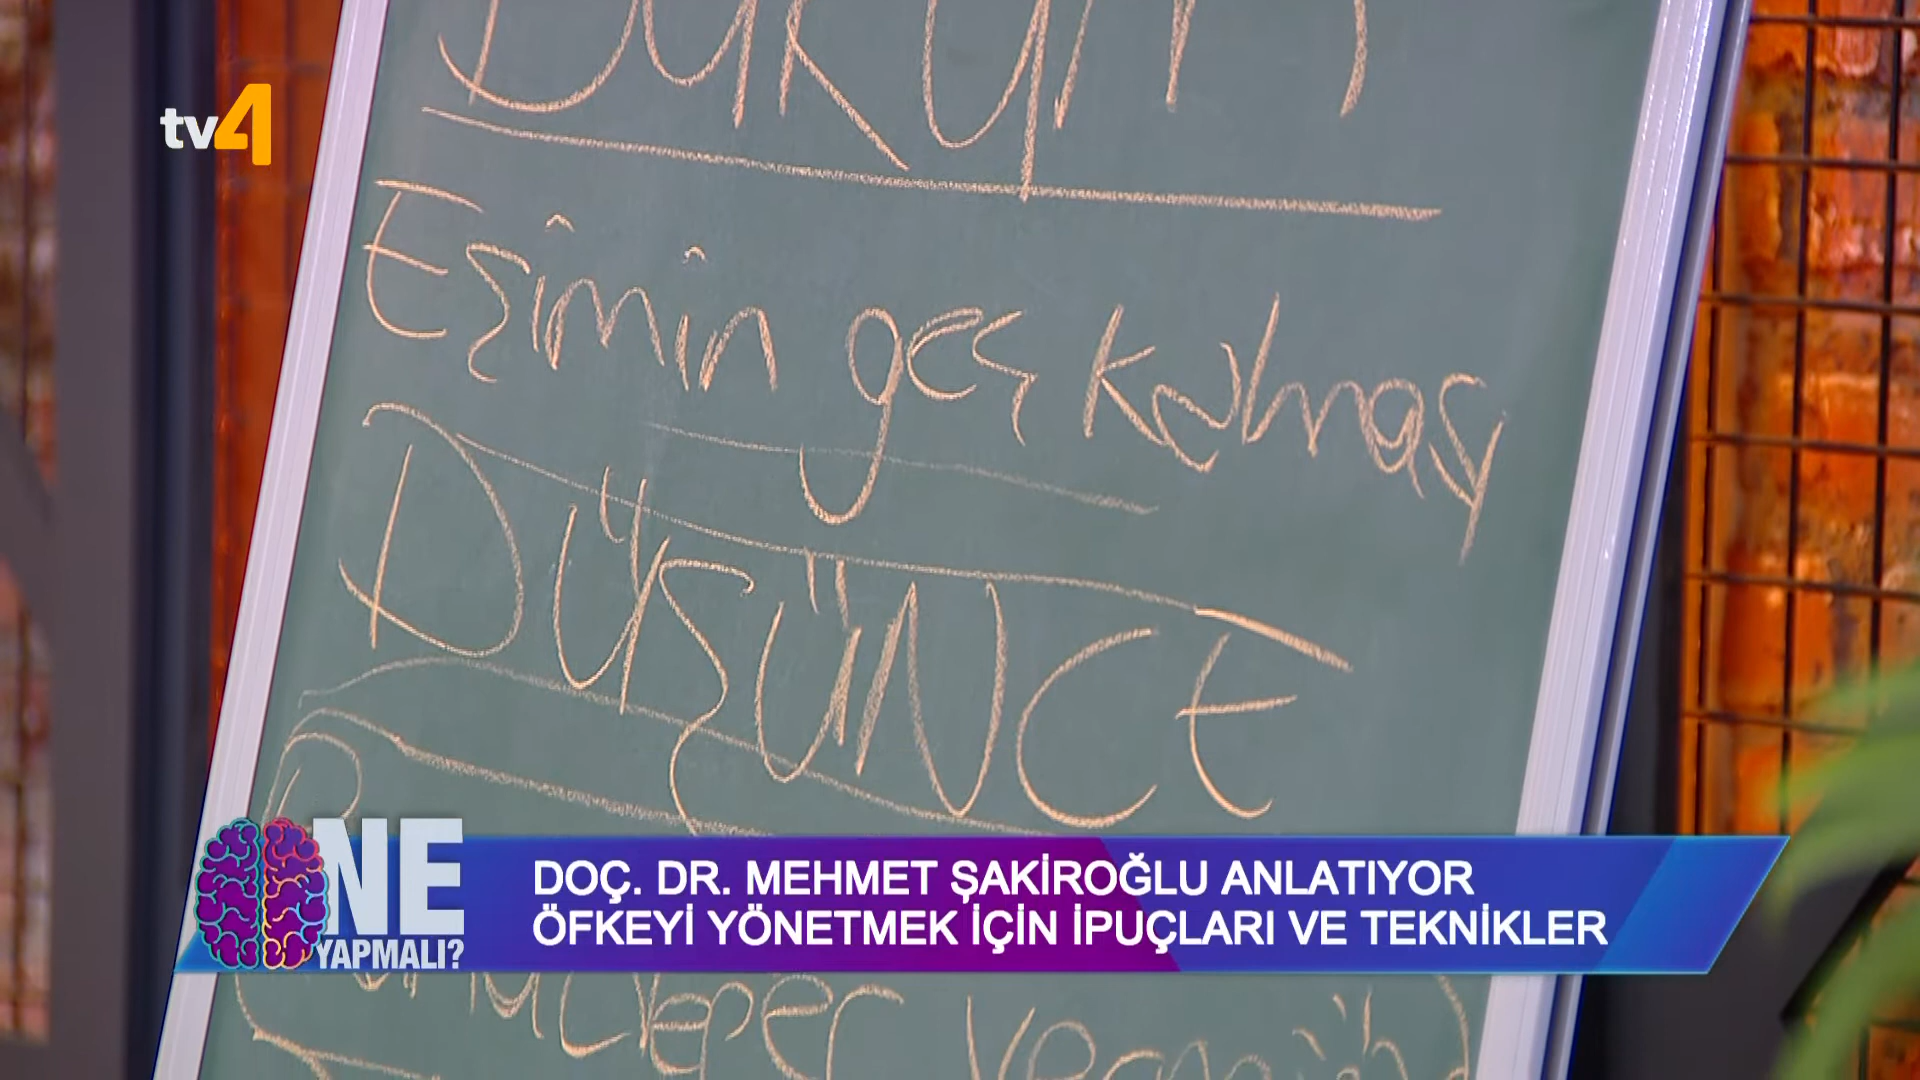 tv4
DURUM
Eşimin geç kalması
DÜŞÜNCE
NE
YAPMALI?
DOÇ. DR. MEHMET ŞAKİROĞLU ANLATIYOR
ÖFKEYİ YÖNETMEK İÇİN İPUÇLARI VE TEKNİKLER